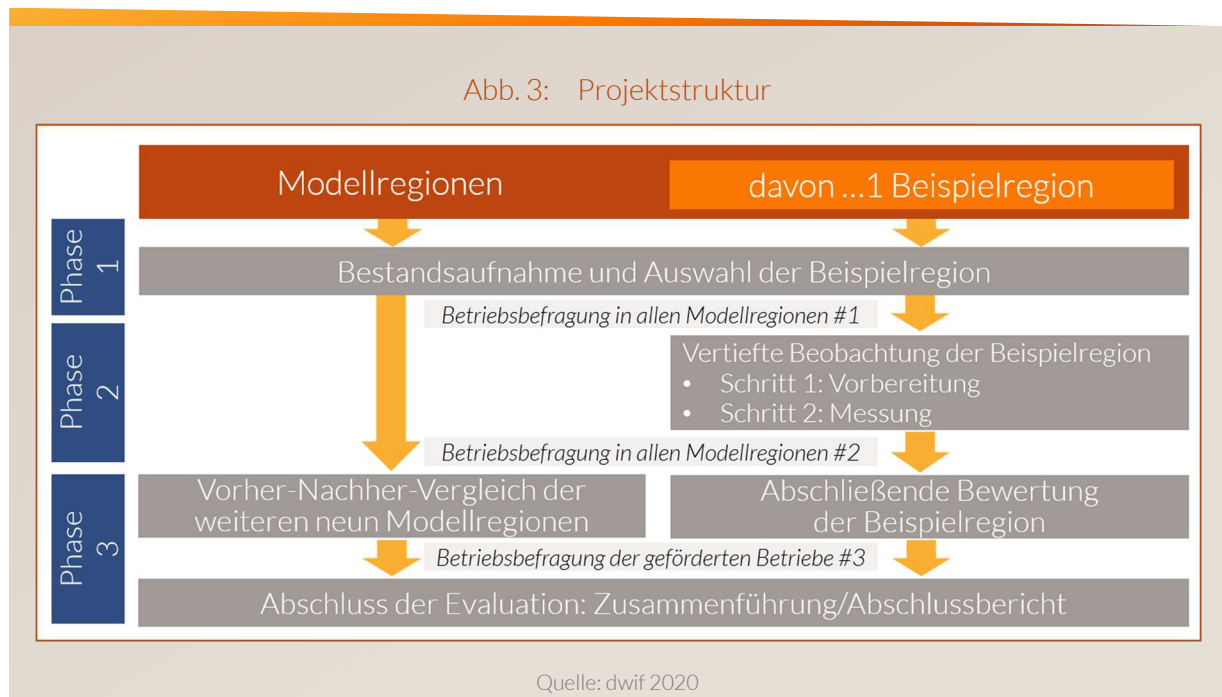 Abb. 3: Projektstruktur
Modellregionen
davon ...1 Beispielregion
Phase
1
Bestandsaufnahme und Auswahl der Beispielregion
Betriebsbefragung in allen Modellregionen #1
Phase
2
Vertiefte Beobachtung der Beispielregion
• Schritt 1: Vorbereitung
• Schritt 2: Messung
Betriebsbefragung in allen Modellregionen #2
Phase
3
Vorher-Nachher-Vergleich der
weiteren neun Modellregionen
Abschließende Bewertung
der Beispielregion
Betriebsbefragung der geförderten Betriebe #3
Abschluss der Evaluation: Zusammenführung/Abschlussbericht
Quelle: dwif 2020